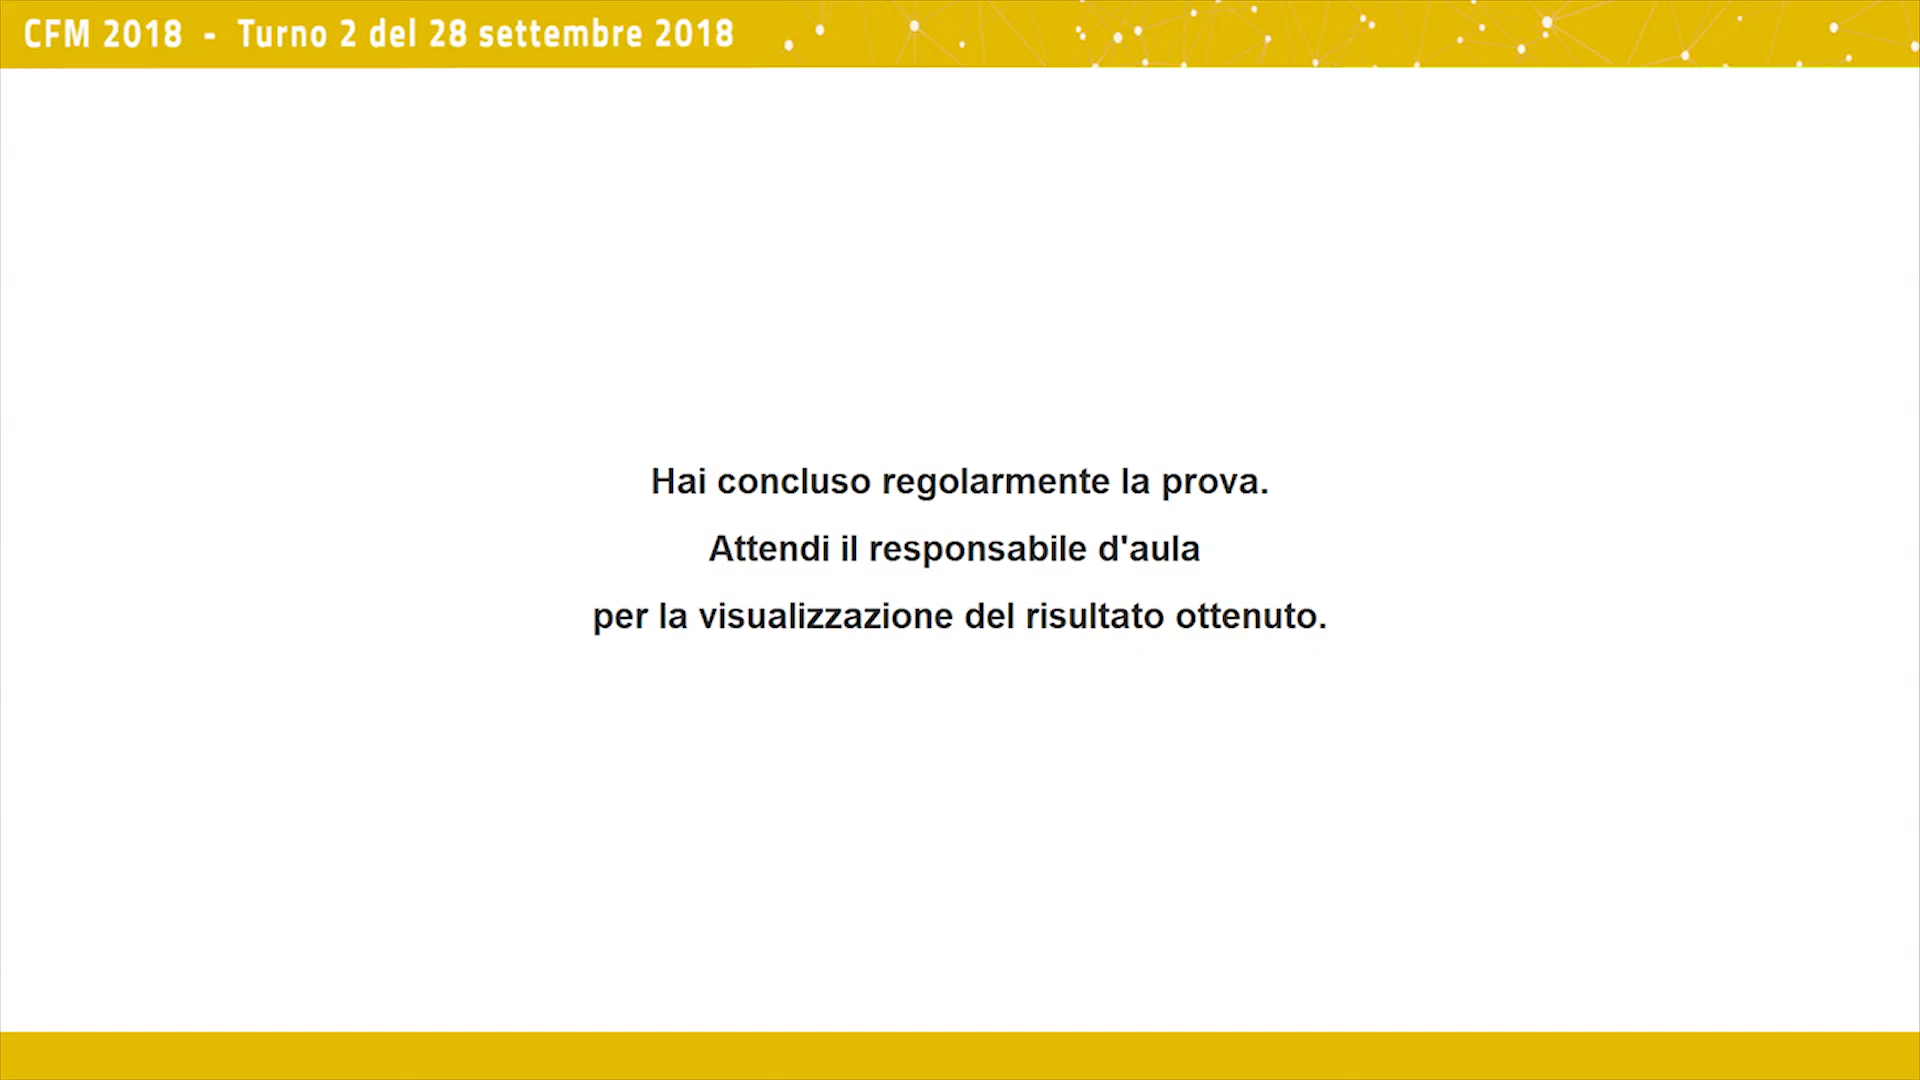 CFM 2018 - Turno 2 del 28 settembre 2018
Hai concluso regolarmente la prova.
Attendi il responsabile d'aula
per la visualizzazione del risultato ottenuto.